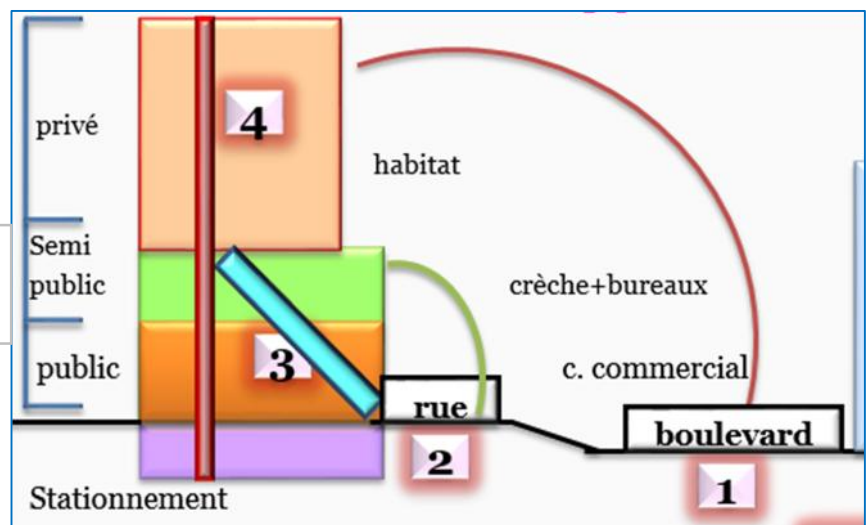 privé
4
habitat
Semi
public
crèche+bureaux
public
3
c. commercial
rue
boulevard
2
1
Stationnement